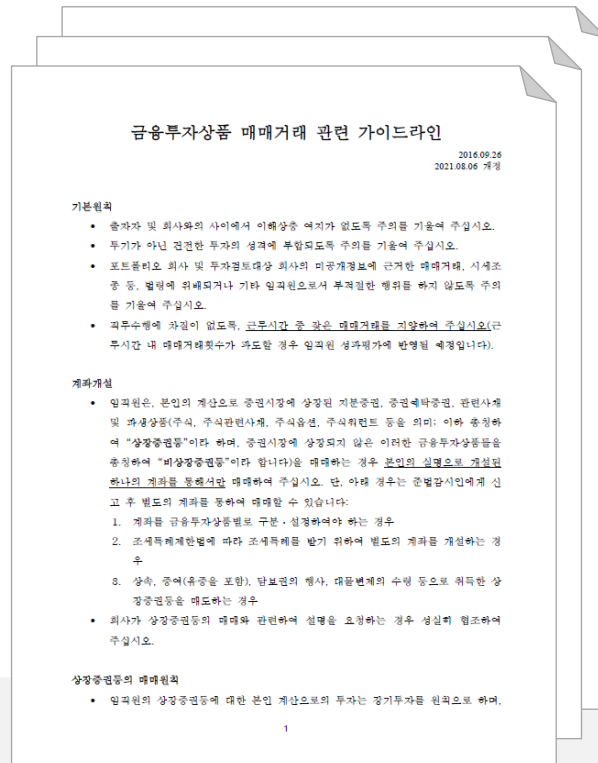 금융투자상품 매매거래 관련 가이드라인
2016.09.26
2021.08.06 개정
기본원칙
• 출자자 및 회사와의 사이에서 이해상충 여지가 없도록 주의를 기울여 주십시오.
• 투기가 아닌 건전한 투자의 성격에 부합되도록 주의를 기울여 주십시오.
• 포트폴리오 회사 및 투자검토대상 회사의 미공개정보에 근거한 매매거래, 시세조
종 등, 법령에 위배되거나 기타 임직원으로서 부적절한 행위를 하지 않도록 주의
를 기울여 주십시오.
• 직무수행에 차질이 없도록, 근무시간 중 잦은 매매거래를 지양하여 주십시오(근
무시간 내 매매거래횟수가 과도할 경우 임직원 성과평가에 반영될 예정입니다).
계좌개설
• 임직원은, 본인의 계산으로 증권시장에 상장된 지분증권, 증권예탁증권, 관련사채
및 파생상품(주식, 주식관련사채, 주식옵션, 주식워런트 등을 의미; 이하 총칭하
여 “상장증권등”이라 하며, 증권시장에 상장되지 않은 이러한 금융투자상품들을
총칭하여 “비상장증권등”이라 합니다)을 매매하는 경우 본인의 실명으로 개설된
하나의 계좌를 통해서만 매매하여 주십시오. 단, 아래 경우는 준법감시인에게 신
고 후 별도의 계좌를 통하여 매매할 수 있습니다:
1. 계좌를 금융투자상품별로 구분·설정하여야 하는 경우
2. 조세특례제한법에 따라 조세특례를 받기 위하여 별도의 계좌를 개설하는 경
우
3. 상속, 증여(유증을 포함), 담보권의 행사, 대물변제의 수령 등으로 취득한 상
장증권등을 매도하는 경우
• 회사가 상장증권등의 매매와 관련하여 설명을 요청하는 경우 성실히 협조하여
주십시오.
상장증권등의 매매원칙
• 임직원의 상장증권등에 대한 본인 계산으로의 투자는 장기투자를 원칙으로 하며,
1